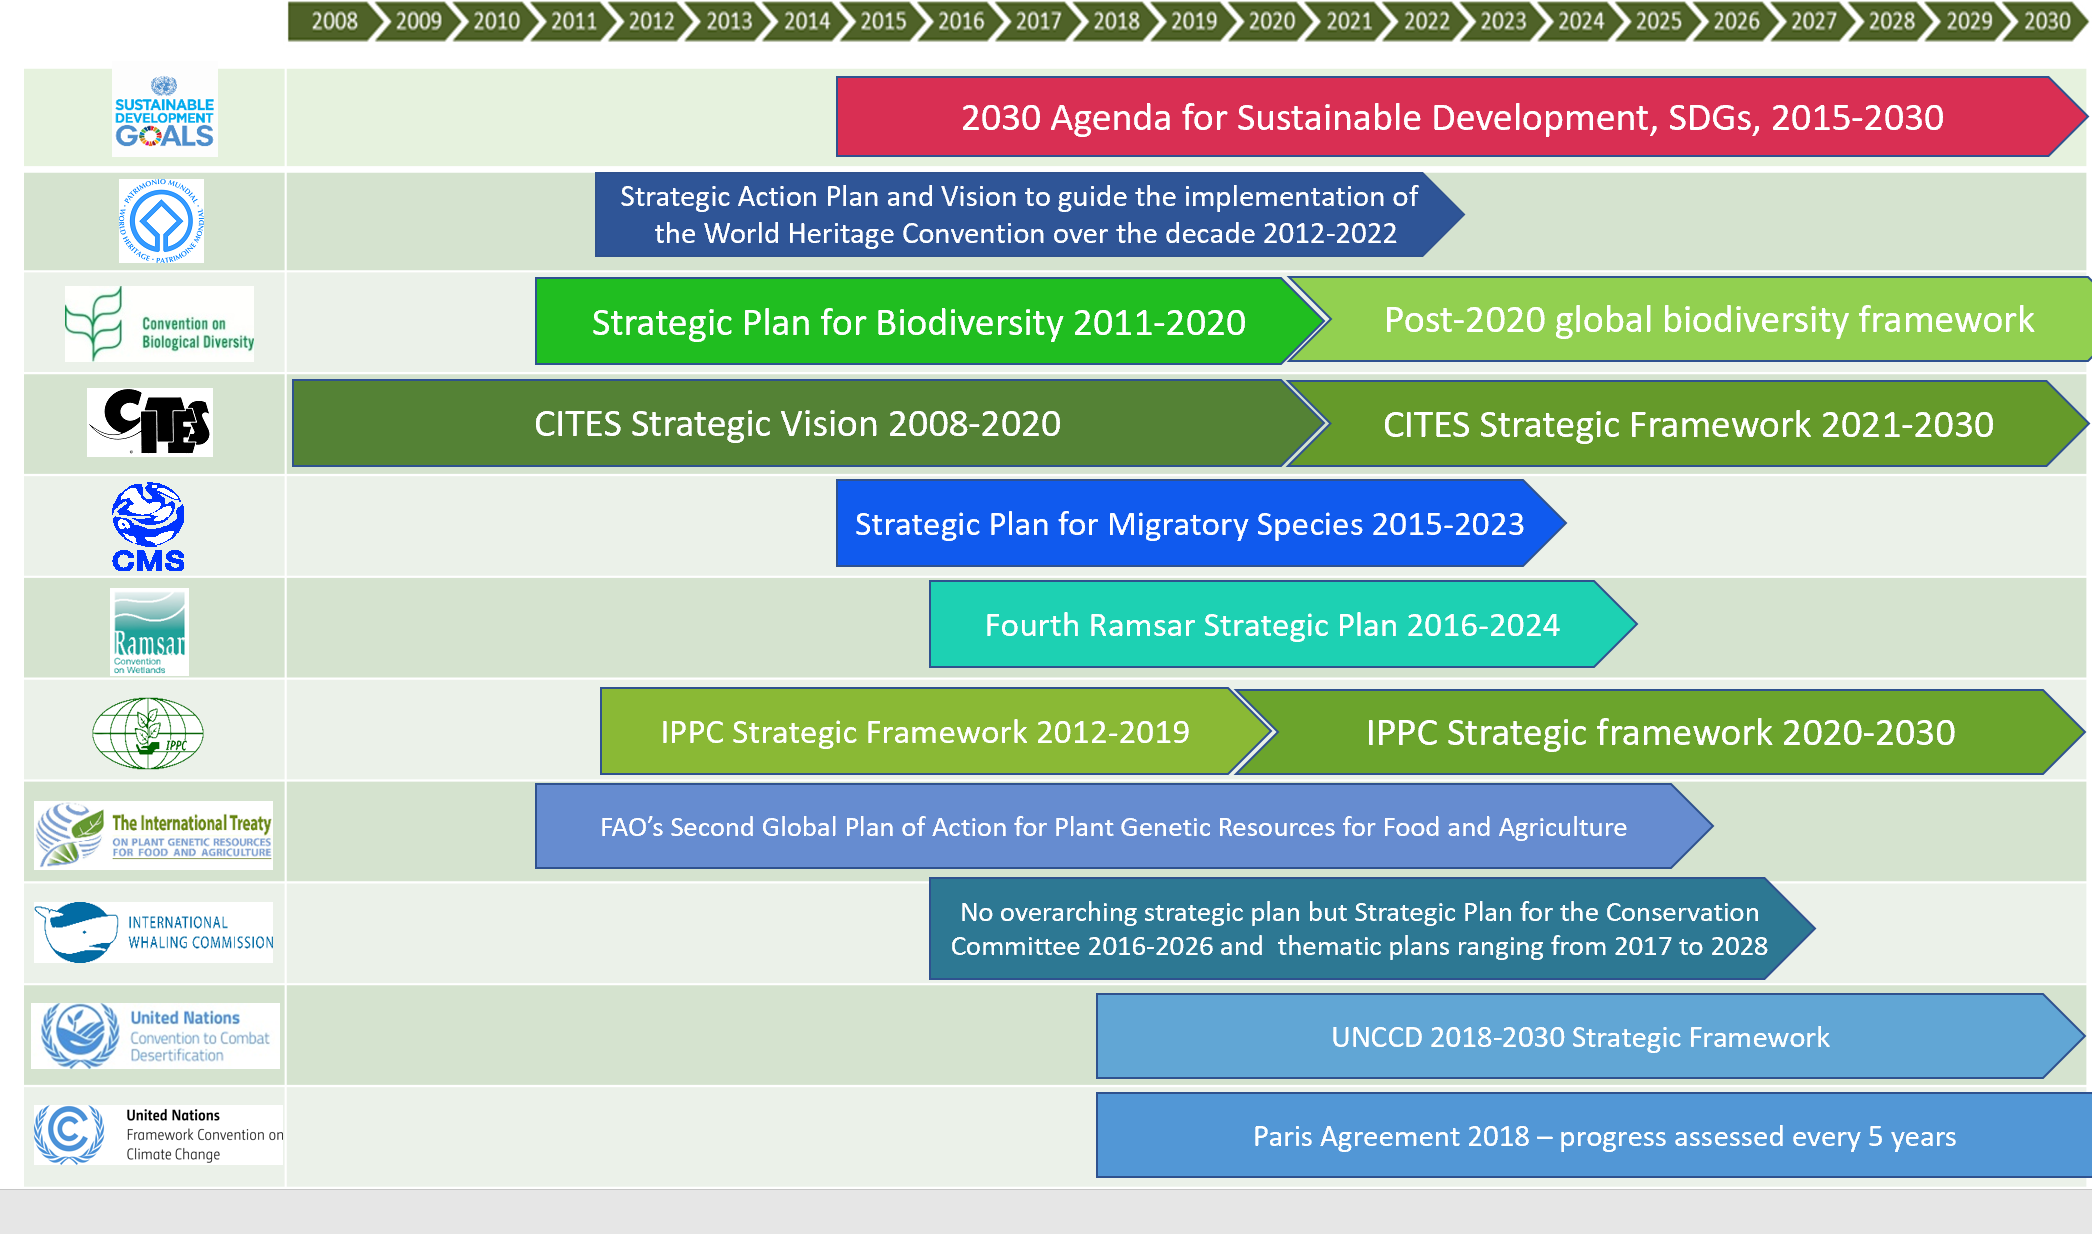 2008 2009 2010 2011 2012 2013 2014 2015 2016 2017 2018 2019 2020 2021 2022 2023 2024 2025 2026 2027 2028 2029 2030
SUSTAINABLE
DEVELOPMENT
GOALS
2030 Agenda for Sustainable Development, SDGs, 2015-2030
PATRIMONIO MUNDIAL • WORLD HERITAGE • PATRIMOINE MONDIAL
Strategic Action Plan and Vision to guide the implementation of
the World Heritage Convention over the decade 2012-2022
Convention on
Biological Diversity
Strategic Plan for Biodiversity 2011-2020
Post-2020 global biodiversity framework
CITES
CITES Strategic Vision 2008-2020
CITES Strategic Framework 2021-2030
CMS
Strategic Plan for Migratory Species 2015-2023
Ramsar
Convention
on Wetlands
Fourth Ramsar Strategic Plan 2016-2024
IPPC
IPPC Strategic Framework 2012-2019
IPPC Strategic framework 2020-2030
The International Treaty
ON PLANT GENETIC RESOURCES
FOR FOOD AND AGRICULTURE
FAO’s Second Global Plan of Action for Plant Genetic Resources for Food and Agriculture
INTERNATIONAL
WHALING COMMISSION
No overarching strategic plan but Strategic Plan for the Conservation
Committee 2016-2026 and  thematic plans ranging from 2017 to 2028
United Nations
Convention to Combat
Desertification
UNCCD 2018-2030 Strategic Framework
United Nations
Framework Convention on
Climate Change
Paris Agreement 2018 – progress assessed every 5 years